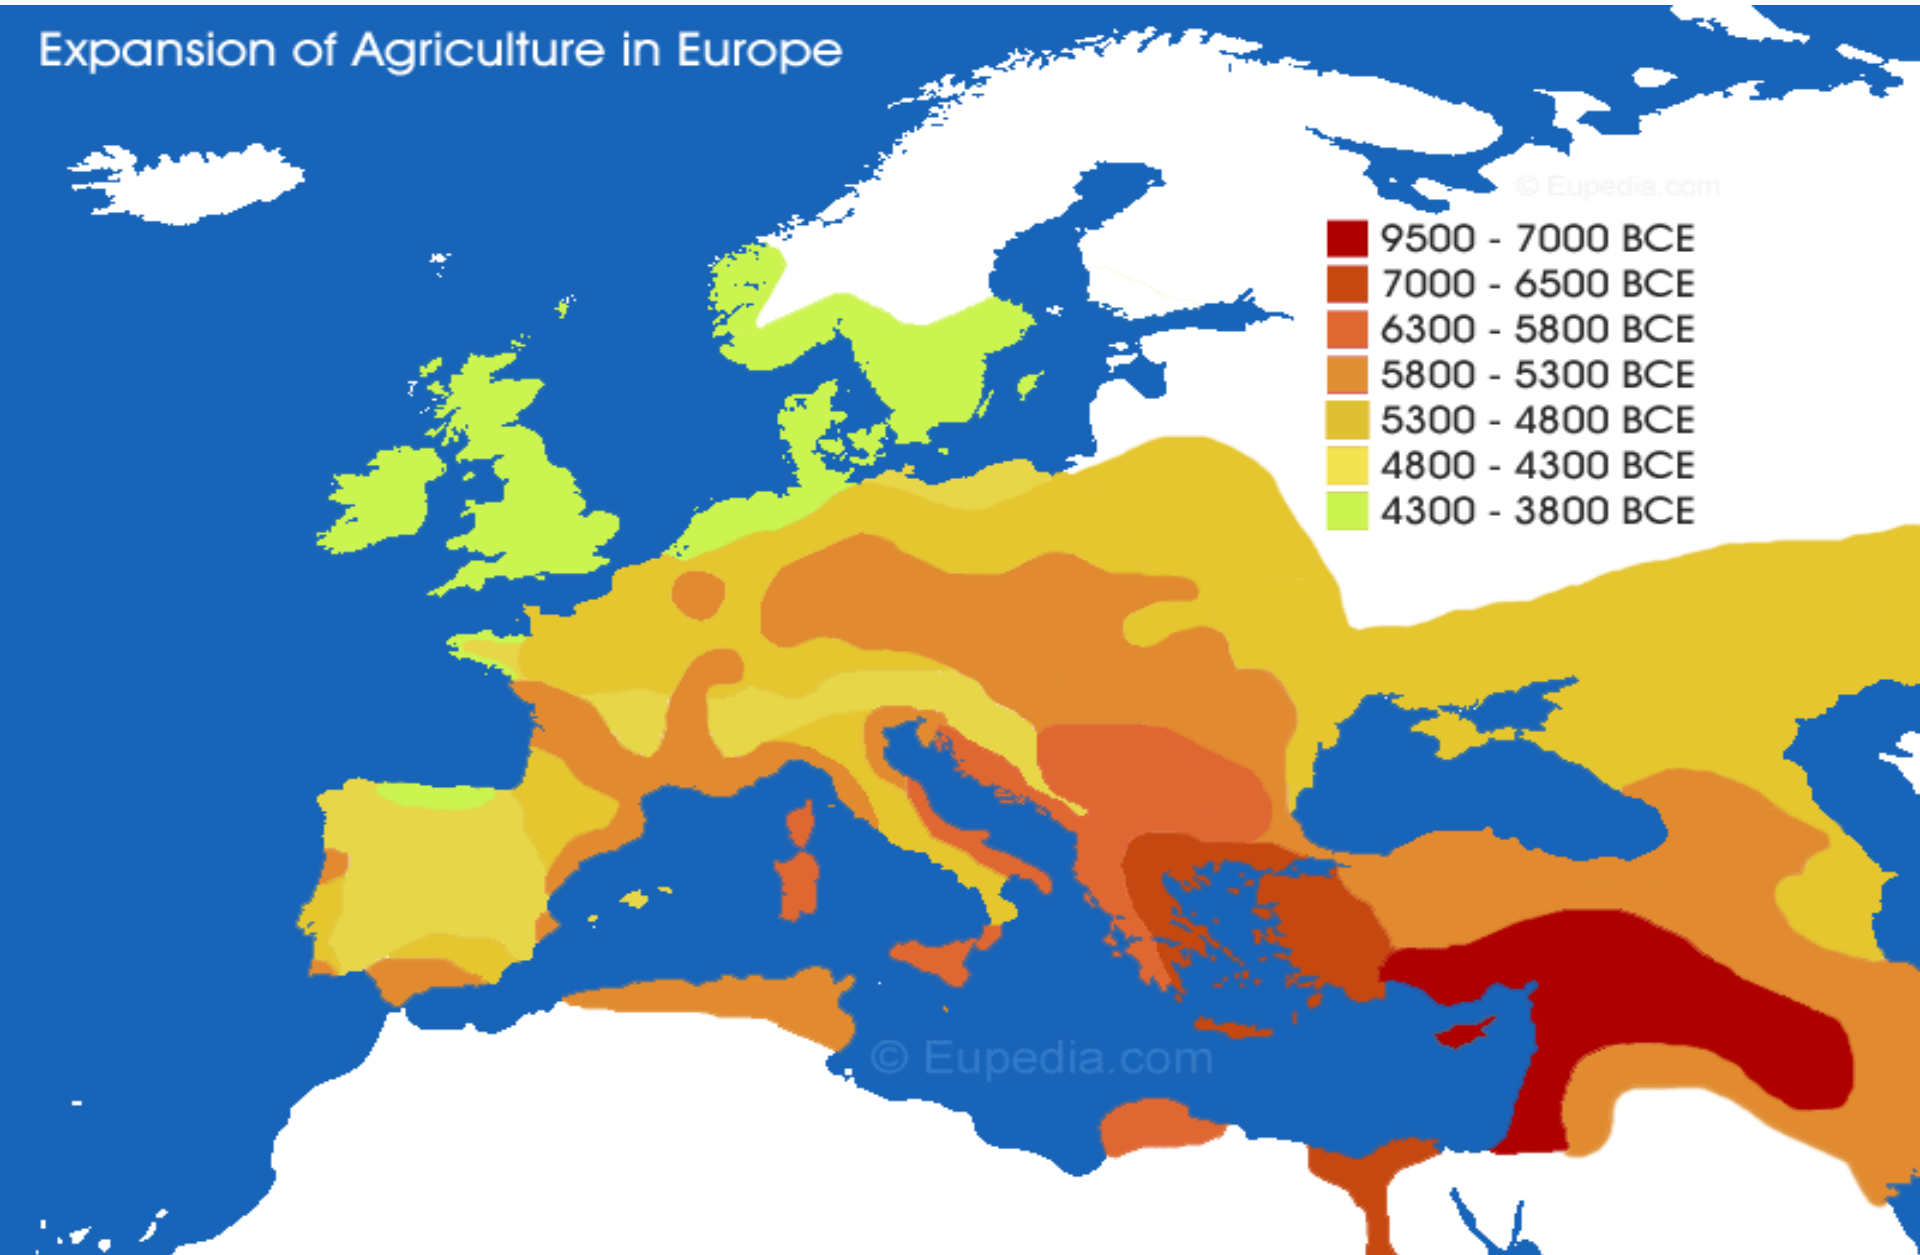 Expansion of Agriculture in Europe
© Eupedia.com
9500 - 7000 BCE
7000 - 6500 BCE
6300 - 5800 BCE
5800 - 5300 BCE
5300 - 4800 BCE
4800 - 4300 BCE
4300 - 3800 BCE
© Eupedia.com